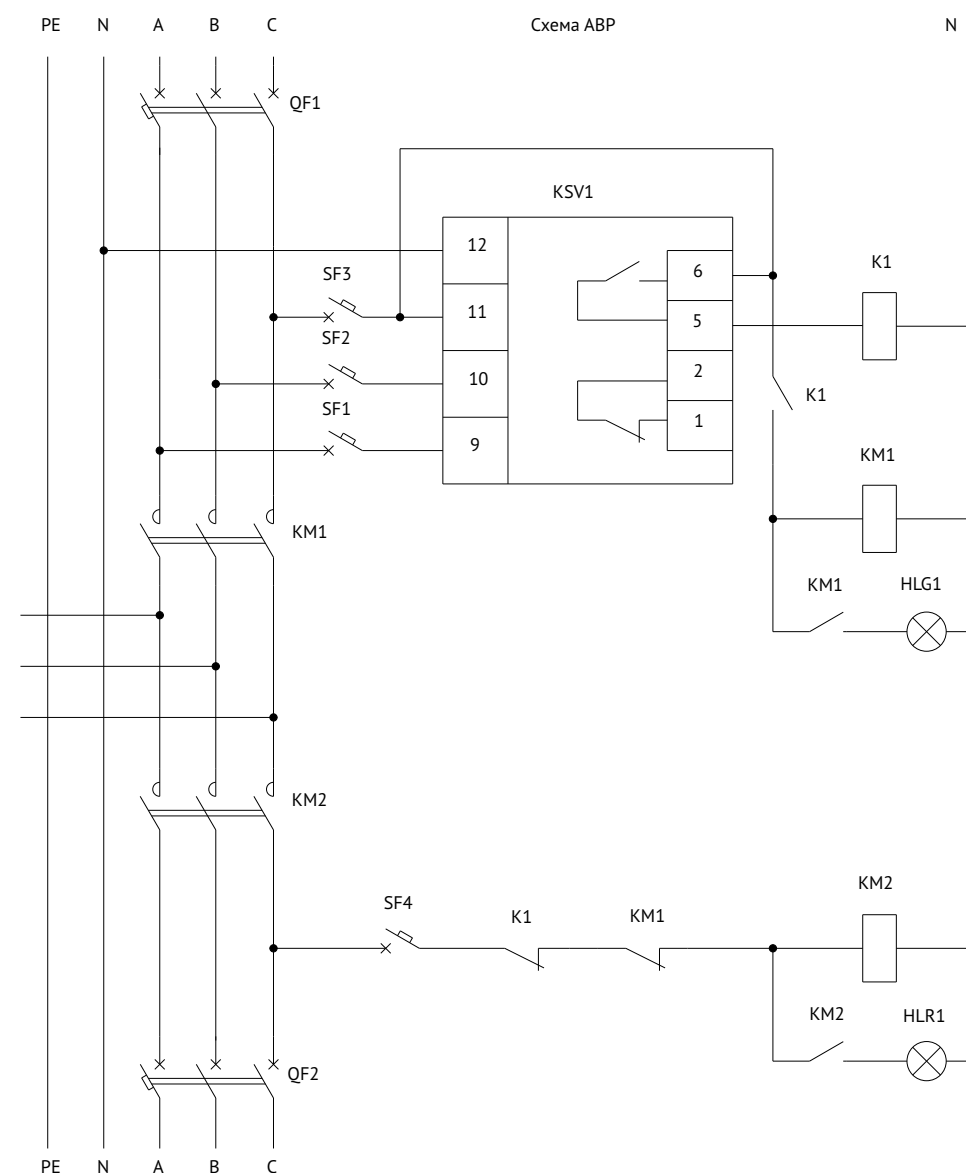 PE N A B C Схема АВР N
QF1
KSV1
12
6
K1
SF3
11
5
SF2
10
2
K1
SF1
9
1
KM1
KM1
KM1 HLG1
KM2
KM2
SF4
K1 KM1
KM2 HLR1
QF2
PE N A B C